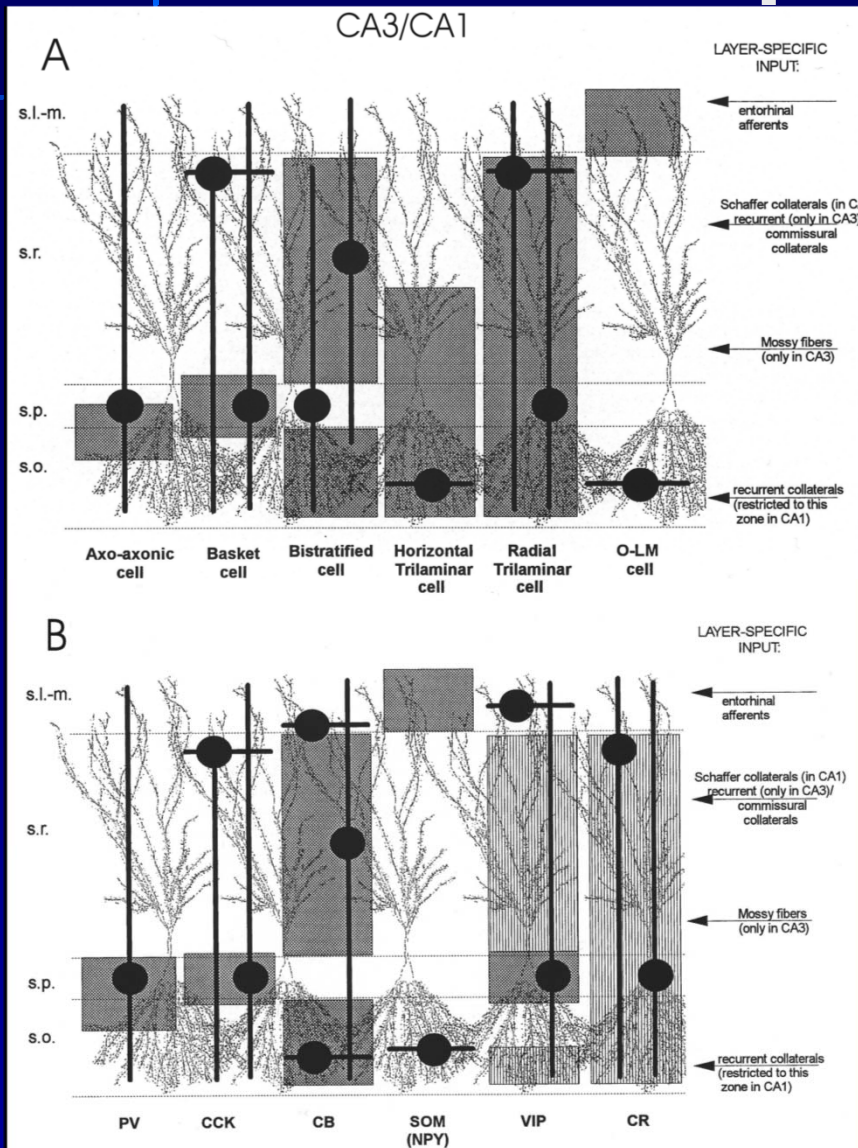 CA3/CA1
A
LAYER-SPECIFIC
INPUT:
s.l.-m.
entorhinal
afferents
Schaffer collaterals (in CA
recurrent (only in CA3)
commissural
collaterals
s.r.
Mossy fibers
(only in CA3)
s.p.
s.o.
recurrent collaterals
(restricted to this
zone in CA1)
Axo-axonic
cell
Basket
cell
Bistratified
cell
Horizontal
Trilaminar
cell
Radial
Trilaminar
cell
O-LM
cell
B
LAYER-SPECIFIC
INPUT:
s.l.-m.
entorhinal
afferents
Schaffer collaterals (in CA1)
recurrent (only in CA3)/
commissural
collaterals
s.r.
Mossy fibers
(only in CA3)
s.p.
s.o.
recurrent collaterals
(restricted to this
zone in CA1)
PV
CCK
CB
SOM
(NPY)
VIP
CR